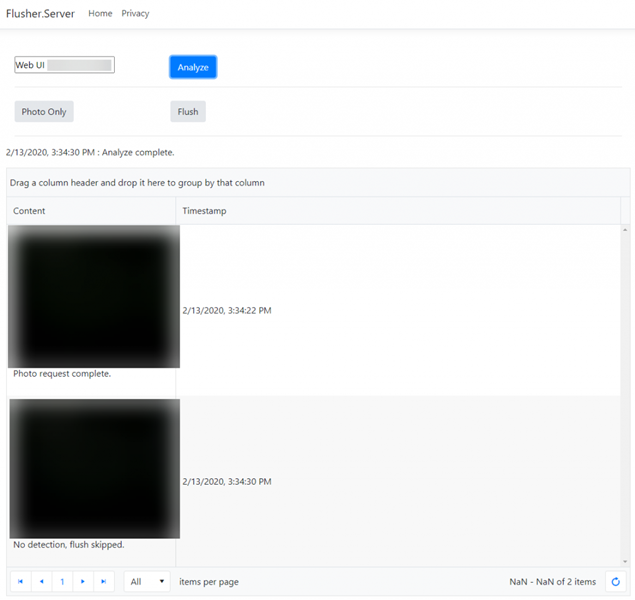 Flusher.Server Home Privacy
Web UI
Analyze
Photo Only
Flush
2/13/2020, 3:34:30 PM : Analyze complete.
Drag a column header and drop it here to group by that column
Content Timestamp
2/13/2020, 3:34:22 PM
Photo request complete.
2/13/2020, 3:34:30 PM
No detection, flush skipped.
1 All items per page NaN - NaN of 2 items